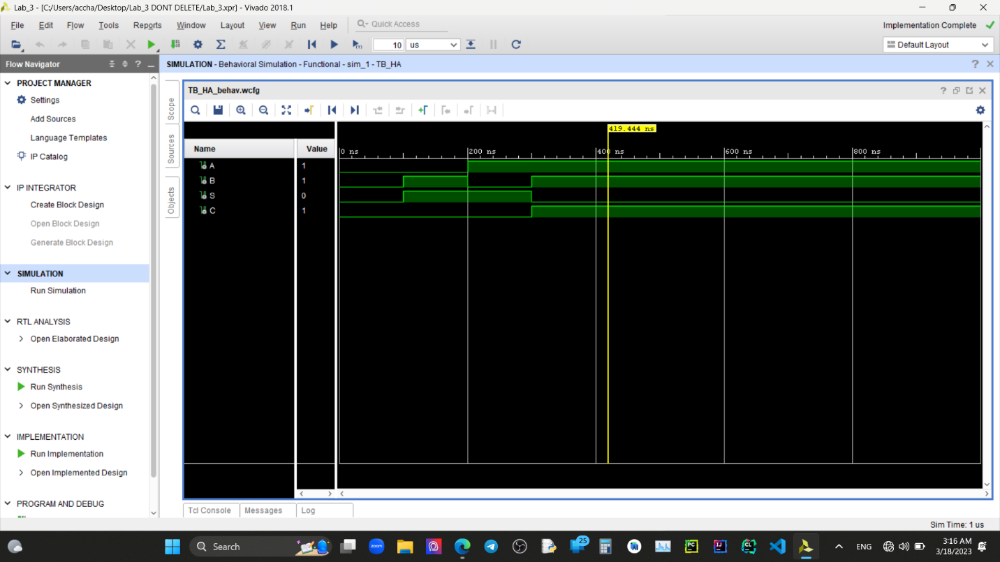 Lab_3 - [C:/Users/accha/Desktop/Lab_3 DONT DELETE/Lab_3.xpr] - Vivado 2018.1
File Edit Flow Tools Reports Window Layout View Run Help Quick Access Implementation Complete
10 us Default Layout
Flow Navigator
PROJECT MANAGER
Settings
Add Sources
Language Templates
IP Catalog
IP INTEGRATOR
Create Block Design
Open Block Design
Generate Block Design
SIMULATION
Run Simulation
RTL ANALYSIS
Open Elaborated Design
SYNTHESIS
Run Synthesis
Open Synthesized Design
IMPLEMENTATION
Run Implementation
Open Implemented Design
PROGRAM AND DEBUG
SIMULATION - Behavioral Simulation - Functional - sim_1 - TB_HA
Scope
Sources
Objects
TB_HA_behav.wcfg
419.444 ns
Name Value 0 ns 200 ns 400 ns 600 ns 800 ns
A 1
B 1
S 0
C 1
Tcl Console Messages Log
Sim Time: 1 us
Search zoom 25 PC IJ CL ENG 3:16 AM
3/18/2023